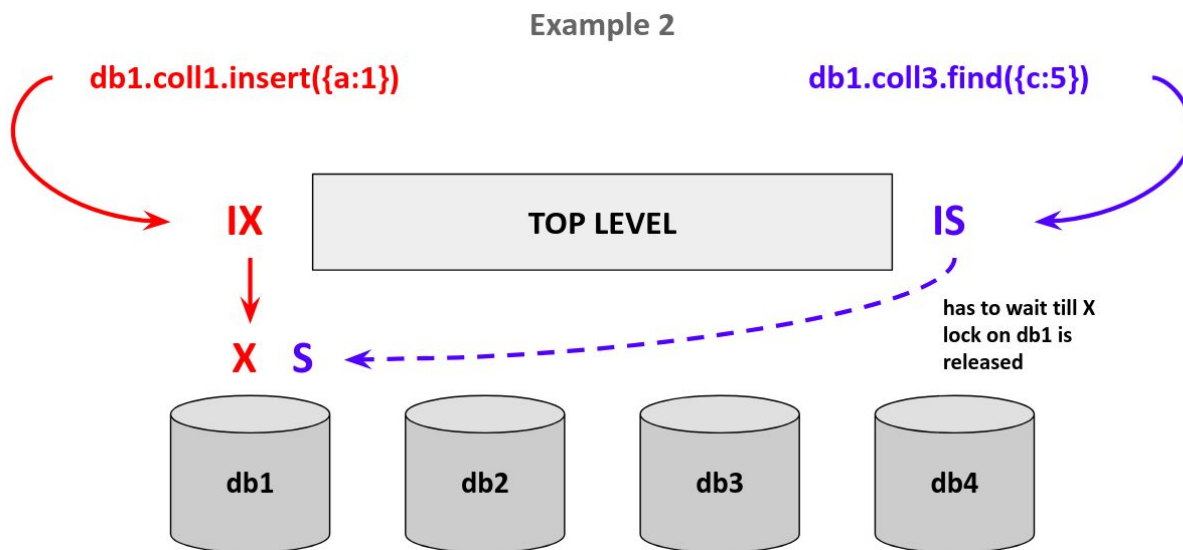 Example 2
db1.coll1.insert({a:1})
db1.coll3.find({c:5})
IX
TOP LEVEL
IS
has to wait till X
lock on db1 is
released
X
S
db1
db2
db3
db4